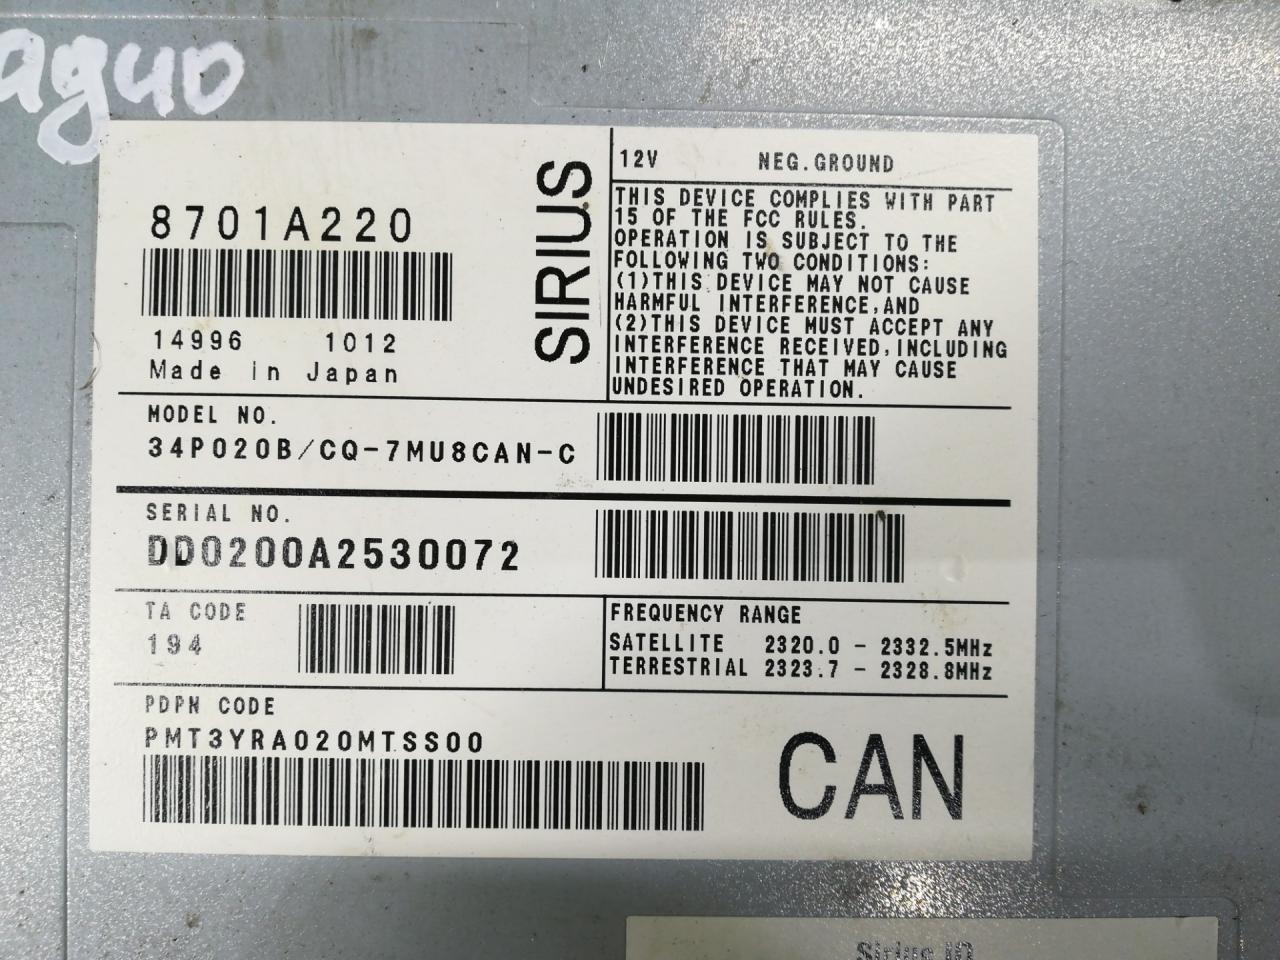 8701A220
14996 1012
Made in Japan
SIRIUS
12V NEG.GROUND
THIS DEVICE COMPLIES WITH PART
15 OF THE FCC RULES.
OPERATION IS SUBJECT TO THE
FOLLOWING TWO CONDITIONS:
(1)THIS DEVICE MAY NOT CAUSE
HARMFUL INTERFERENCE,AND
(2)THIS DEVICE MUST ACCEPT ANY
INTERFERENCE RECEIVED,INCLUDING
INTERFERENCE THAT MAY CAUSE
UNDESIRED OPERATION.
MODEL NO.
34P020B/CQ-7MU8CAN-C
SERIAL NO.
DD0200A2530072
TA CODE
194
FREQUENCY RANGE
SATELLITE 2320.0 - 2332.5MHz
TERRESTRIAL 2323.7 - 2328.8MHz
PDPN CODE
PMT3YRA020MTSS00
CAN
Sirius ID